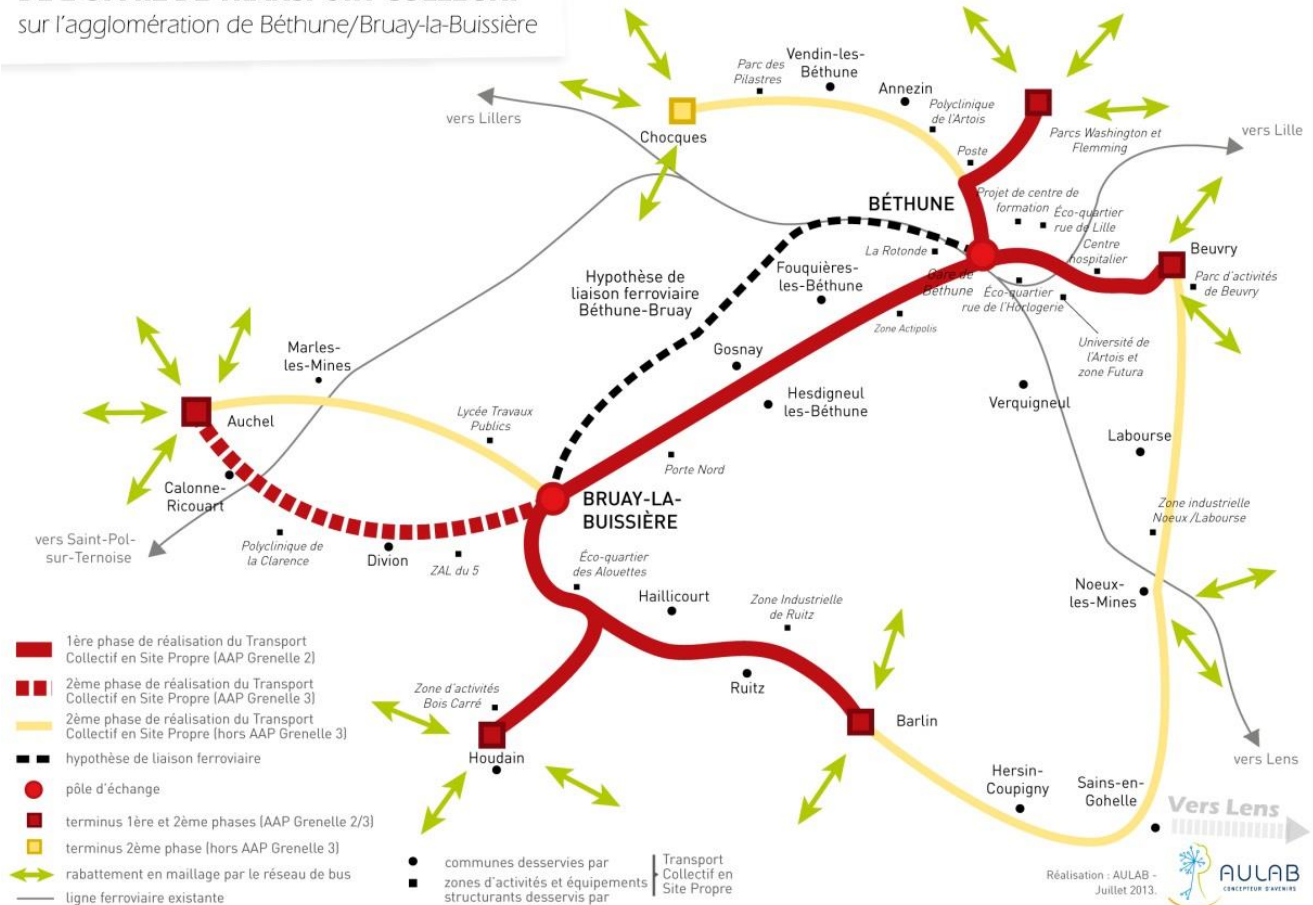 sur l'agglomération de Béthune/Bruay-la-Buissière
Parc des
Pilastres
Vendin-les-
Béthune
Annezin
Polyclinique
de l'Artois
Poste
Chocques
vers Lillers
Parcs Washington et
Flemming
vers Lille
BÉTHUNE
Projet de centre de
formation
Éco-quartier
rue de Lille
Centre
hospitalier
Beuvry
Parc d'activités
de Beuvry
La Rotonde
Gare de
Béthune
Éco-quartier
rue de l'Horlogerie
Hypothèse de
liaison ferroviaire
Béthune-Bruay
Fouquières-
les-Béthune
Zone Actipolis
Université de
l'Artois et
zone Futura
Marles-
les-Mines
Gosnay
Hesdigneul
les-Béthune
Verquigneul
Auchel
Lycée Travaux
Publics
Labourse
Porte Nord
Calonne-
Ricouart
BRUAY-LA-
BUISSIÈRE
Zone industrielle
Noeux /Labourse
vers Saint-Pol-
sur-Ternoise
Polyclinique de
la Clarence
Divion
ZAL du 5
Éco-quartier
des Alouettes
Haillicourt
Zone Industrielle
de Ruitz
Noeux-
les-Mines
Ruitz
Zone d'activités
Bois Carré
Houdain
Barlin
vers Lens
Hersin-
Coupigny
Sains-en-
Gohelle
Vers Lens
1ère phase de réalisation du Transport
Collectif en Site Propre (AAP Grenelle 2)
2ème phase de réalisation du Transport
Collectif en Site Propre (AAP Grenelle 3)
2ème phase de réalisation du Transport
Collectif en Site Propre (hors AAP Grenelle 3)
hypothèse de liaison ferroviaire
pôle d'échange
terminus 1ère et 2ème phases (AAP Grenelle 2/3)
terminus 2ème phase (hors AAP Grenelle 3)
rabattement en maillage par le réseau de bus
ligne ferroviaire existante
communes desservies par
zones d'activités et équipements
structurants desservis par
Transport
Collectif en
Site Propre
Réalisation : AULAB -
Juillet 2013.
AULAB
CONCEPTEUR D'AVENIRS